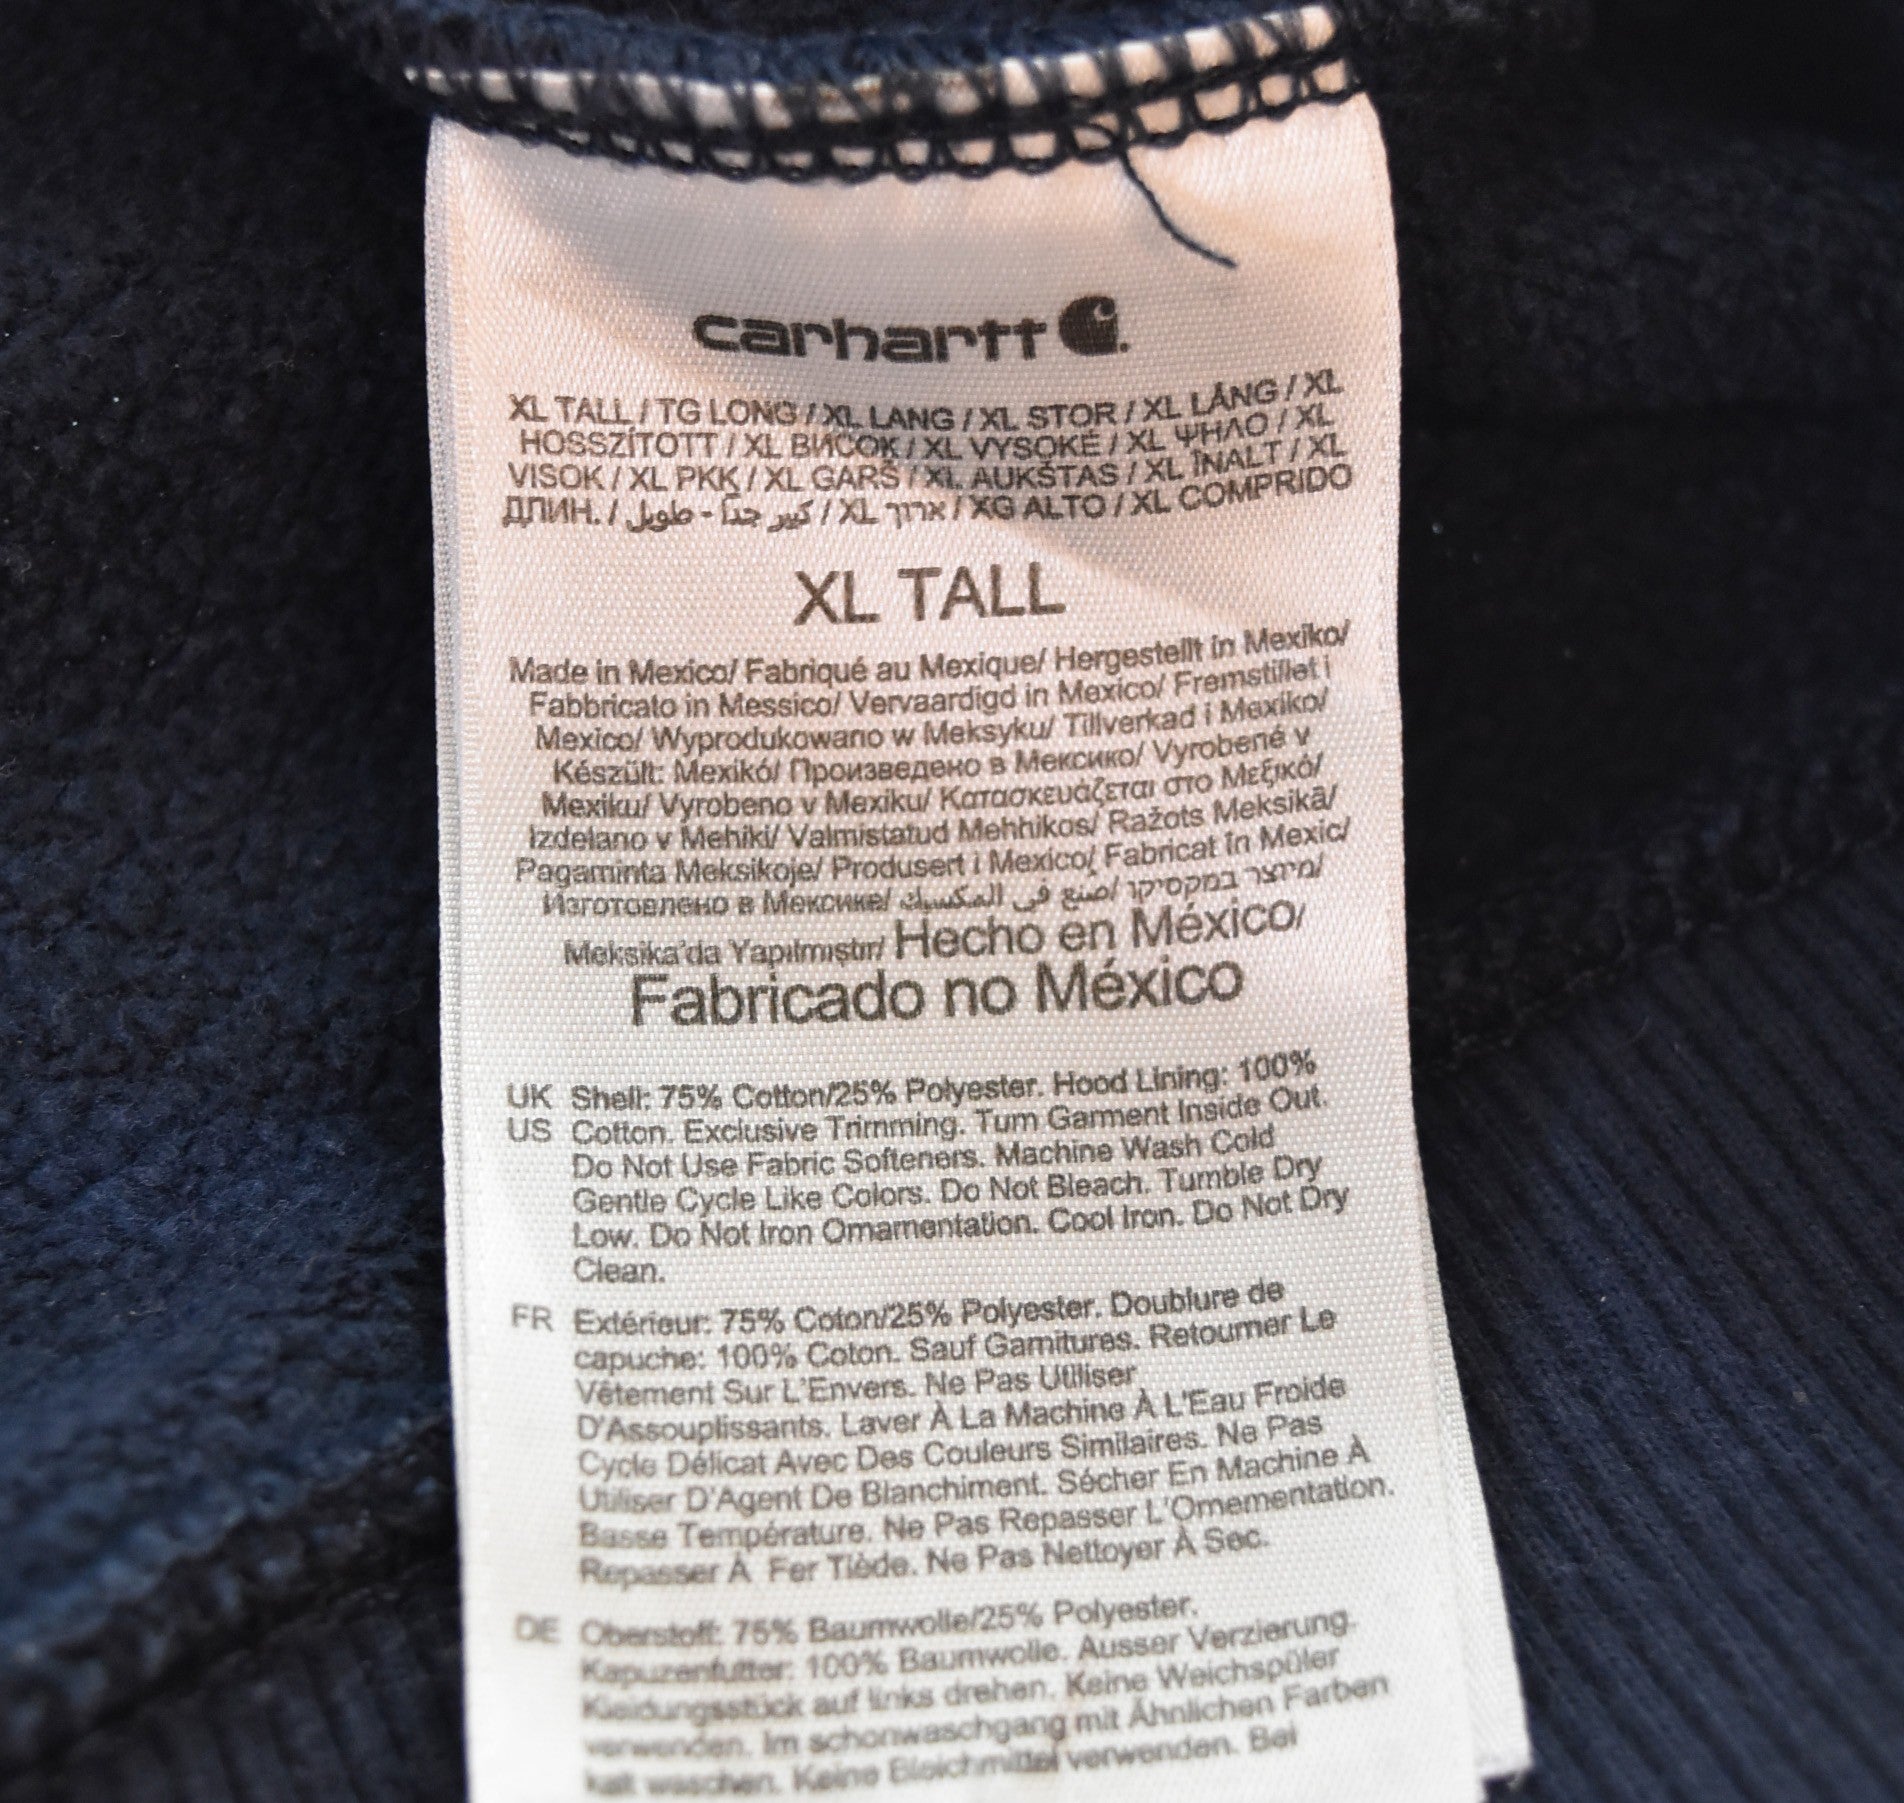 carhartt
XL TALL / TG LONG / XL LANG / XL STOR / XL LÅNG / XL
HOSSZÍTOTT / XL ВИСОК / XL VYSOKÉ / XL ΨΗΛΟ / XL
VISOK / XL PKK / XL GARŠ / XL AUKŠTAS / XL ÎNALT / XL
ДЛИН. / كبير جداً - طويل / XL ארוך / XG ALTO / XL COMPRIDO
XL TALL
Made in Mexico/ Fabriqué au Mexique/ Hergestellt in Mexiko/
Fabbricato in Messico/ Vervaardigd in Mexico/ Fremstillet i
Mexico/ Wyprodukowano w Meksyku/ Tillverkad i Mexiko/
Készült: Mexikó/ Произведено в Мексико/ Vyrobené v
Mexiku/ Vyrobeno v Mexiku/ Κατασκευάζεται στο Μεξικό/
Izdelano v Mehiki/ Valmistatud Mehhikos/ Ražots Meksikā/
Pagaminta Meksikoje/ Produsert i Mexico/ Fabricat în Mexic/
Изготовлено в Мексике/ صنع في المكسيك/ מיוצר במקסיקו/
Meksika'da Yapılmıştır/ Hecho en México/
Fabricado no México
UK Shell: 75% Cotton/25% Polyester. Hood Lining: 100%
US Cotton. Exclusive Trimming. Turn Garment Inside Out.
Do Not Use Fabric Softeners. Machine Wash Cold
Gentle Cycle Like Colors. Do Not Bleach. Tumble Dry
Low. Do Not Iron Ornamentation. Cool Iron. Do Not Dry
Clean.
FR Extérieur: 75% Coton/25% Polyester. Doublure de
capuche: 100% Coton. Sauf Garnitures. Retourner Le
Vêtement Sur L'Envers. Ne Pas Utiliser
D'Assouplissants. Laver À La Machine À L'Eau Froide
Cycle Délicat Avec Des Couleurs Similaires. Ne Pas
Utiliser D'Agent De Blanchiment. Sécher En Machine À
Basse Température. Ne Pas Repasser L'Ornementation.
Repasser À Fer Tiède. Ne Pas Nettoyer À Sec.
DE Oberstoff: 75% Baumwolle/25% Polyester.
Kapuzenfutter: 100% Baumwolle. Ausser Verzierung.
Kleidungsstück auf links drehen. Keine Weichspüler
verwenden. Im schonwaschgang mit Ähnlichen Farben
kalt waschen. Keine Bleichmittel verwenden. Bei